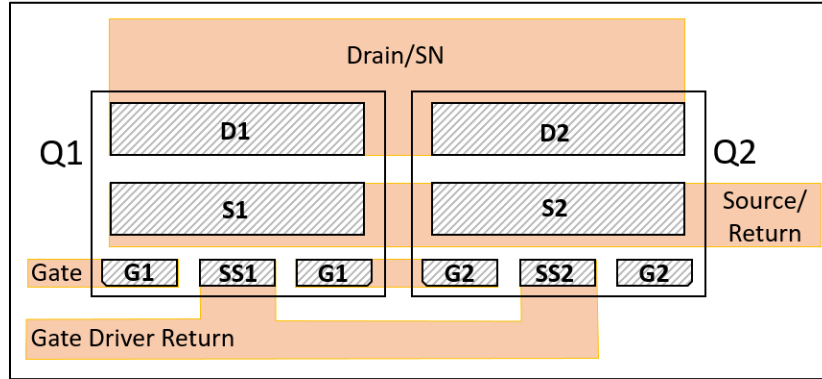 Drain/SN
D1
D2
Q1
Q2
S1
S2
Source/
Return
Gate
G1
SS1
G1
G2
SS2
G2
Gate Driver Return